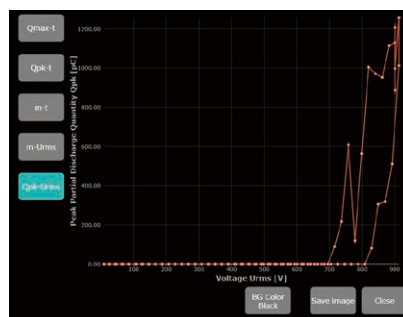 Qmax-t
Qpk-t
m-t
m-Urms
Qpk-Urms
Peak Partial Discharge Quantity Qpk [pC]
1200.00
1000.00
800.00
600.00
400.00
200.00
0.00
100 200 300 400 500 600 700 800 900
Voltage Urms [V]
BG Color
Black
Save image
Close